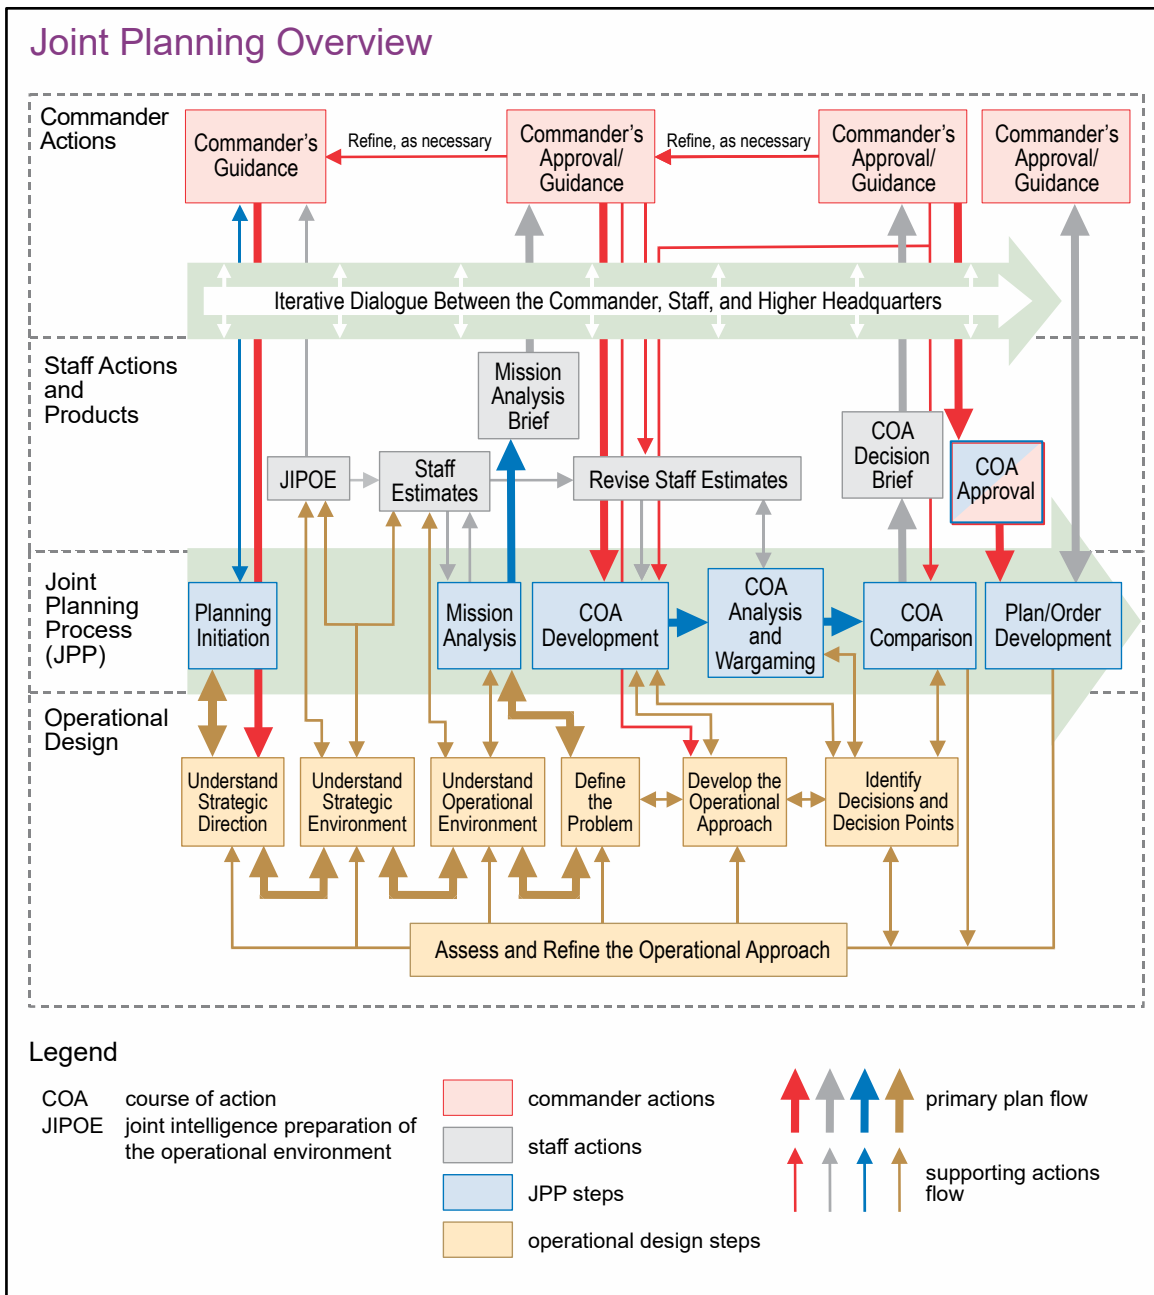 Joint Planning Overview
Commander
Actions
Commander's
Guidance
Refine, as necessary
Commander's
Approval/
Guidance
Refine, as necessary
Commander's
Approval/
Guidance
Commander's
Approval/
Guidance
Iterative Dialogue Between the Commander, Staff, and Higher Headquarters
Staff Actions
and
Products
Mission
Analysis
Brief
JIPOE
Staff
Estimates
Revise Staff Estimates
COA
Decision
Brief
COA
Approval
Joint
Planning
Process
(JPP)
Planning
Initiation
Mission
Analysis
COA
Development
COA
Analysis
and
Wargaming
COA
Comparison
Plan/Order
Development
Operational
Design
Understand
Strategic
Direction
Understand
Strategic
Environment
Understand
Operational
Environment
Define
the
Problem
Develop the
Operational
Approach
Identify
Decisions and
Decision Points
Assess and Refine the Operational Approach
Legend
COA course of action
JIPOE joint intelligence preparation of
the operational environment
commander actions
staff actions
JPP steps
operational design steps
primary plan flow
supporting actions
flow